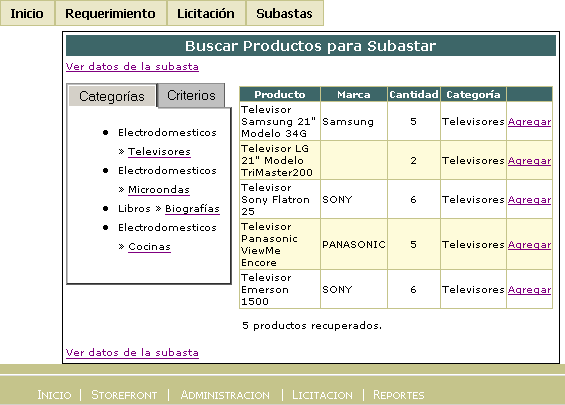 Inicio Requerimiento Licitación Subastas
Buscar Productos para Subastar
Ver datos de la subasta
Categorías Criterios
Electrodomesticos
» Televisores
Electrodomesticos
» Microondas
Libros » Biografías
Electrodomesticos
» Cocinas
Producto Marca Cantidad Categoría
Televisor
Samsung 21" Samsung 5 Televisores Agregar
Modelo 34G
Televisor LG
21" Modelo 2 Televisores Agregar
TriMaster200
Televisor
Sony Flatron SONY 6 Televisores Agregar
25
Televisor
Panasonic PANASONIC 5 Televisores Agregar
ViewMe
Encore
Televisor
Emerson SONY 6 Televisores Agregar
1500
5 productos recuperados.
Ver datos de la subasta
INICIO | STOREFRONT | ADMINISTRACION | LICITACION | REPORTES